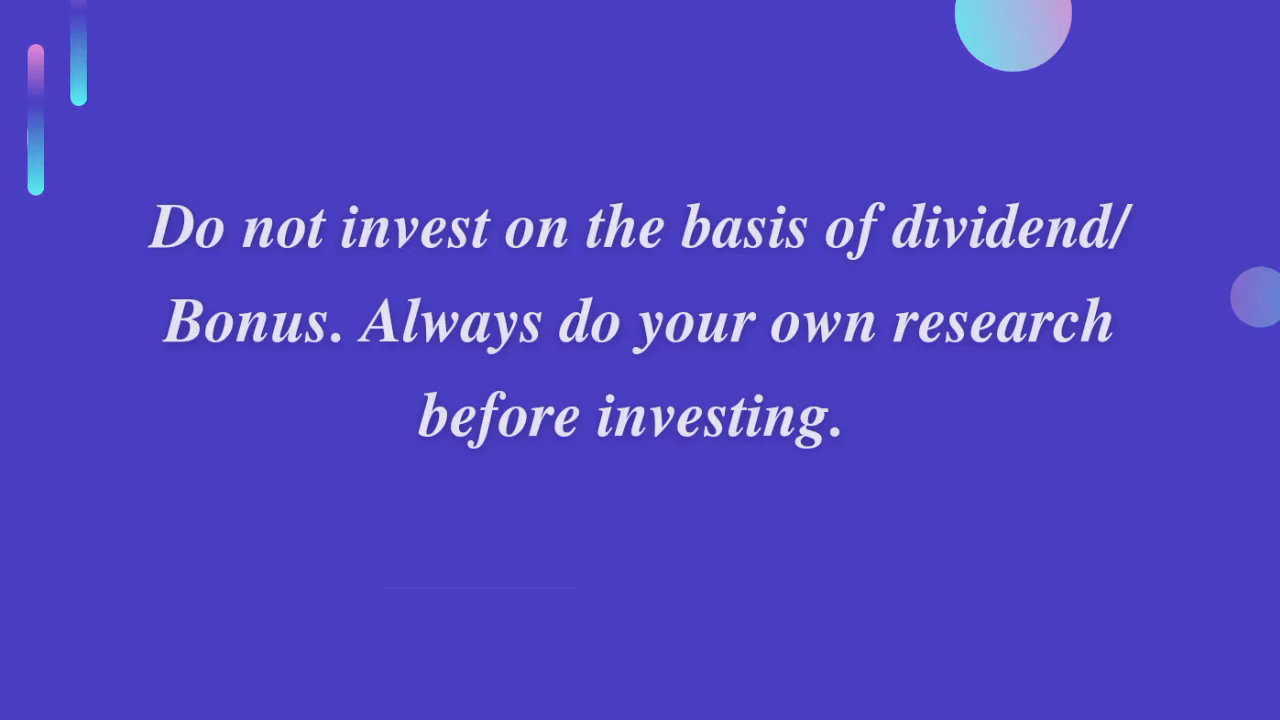 Do not invest on the basis of dividend/
Bonus. Always do your own research
before investing.